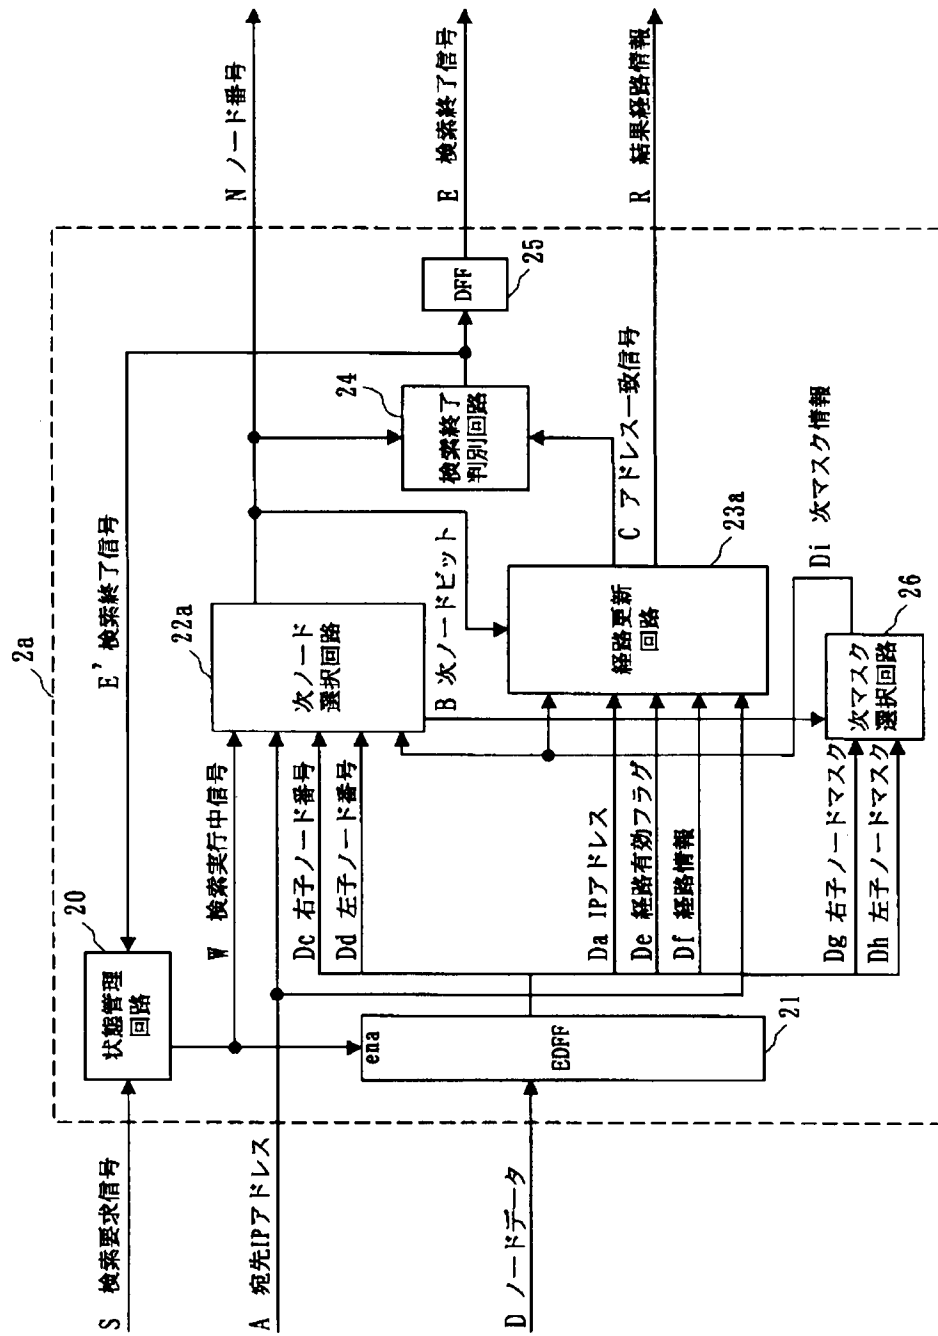 2a
S 検索要求信号
A 宛先IPアドレス
D ノードデータ
20
状態管理
回路
E' 検索終了信号
W 検索実行中信号
Dc 右子ノード番号
Dd 左子ノード番号
ena
EDFF
21
22a
次ノード
選択回路
B 次ノードビット
Da IPアドレス
De 経路有効フラグ
Df 経路情報
Dg 右子ノードマスク
Dh 左子ノードマスク
経路更新
回路
23a
C アドレス一致信号
次マスク
選択回路
26
Di 次マスク情報
24
検索終了
判別回路
DFF
25
N ノード番号
E 検索終了信号
R 結果経路情報